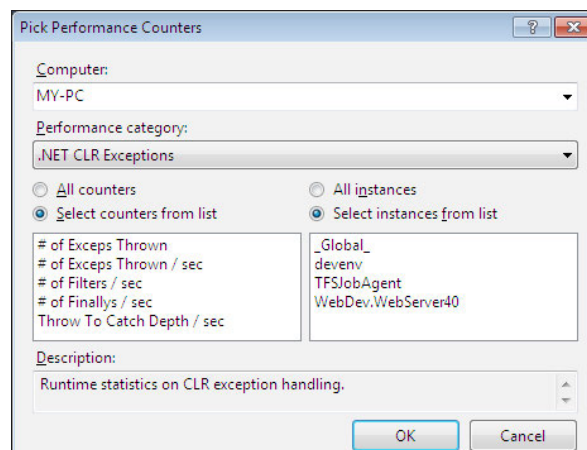 Pick Performance Counters
Computer:
MY-PC
Performance category:
.NET CLR Exceptions
All counters
All instances
Select counters from list
Select instances from list
# of Exceps Thrown
# of Exceps Thrown / sec
# of Filters / sec
# of Finallys / sec
Throw To Catch Depth / sec
_Global_
devenv
TFSJobAgent
WebDev.WebServer40
Description:
Runtime statistics on CLR exception handling.
OK
Cancel